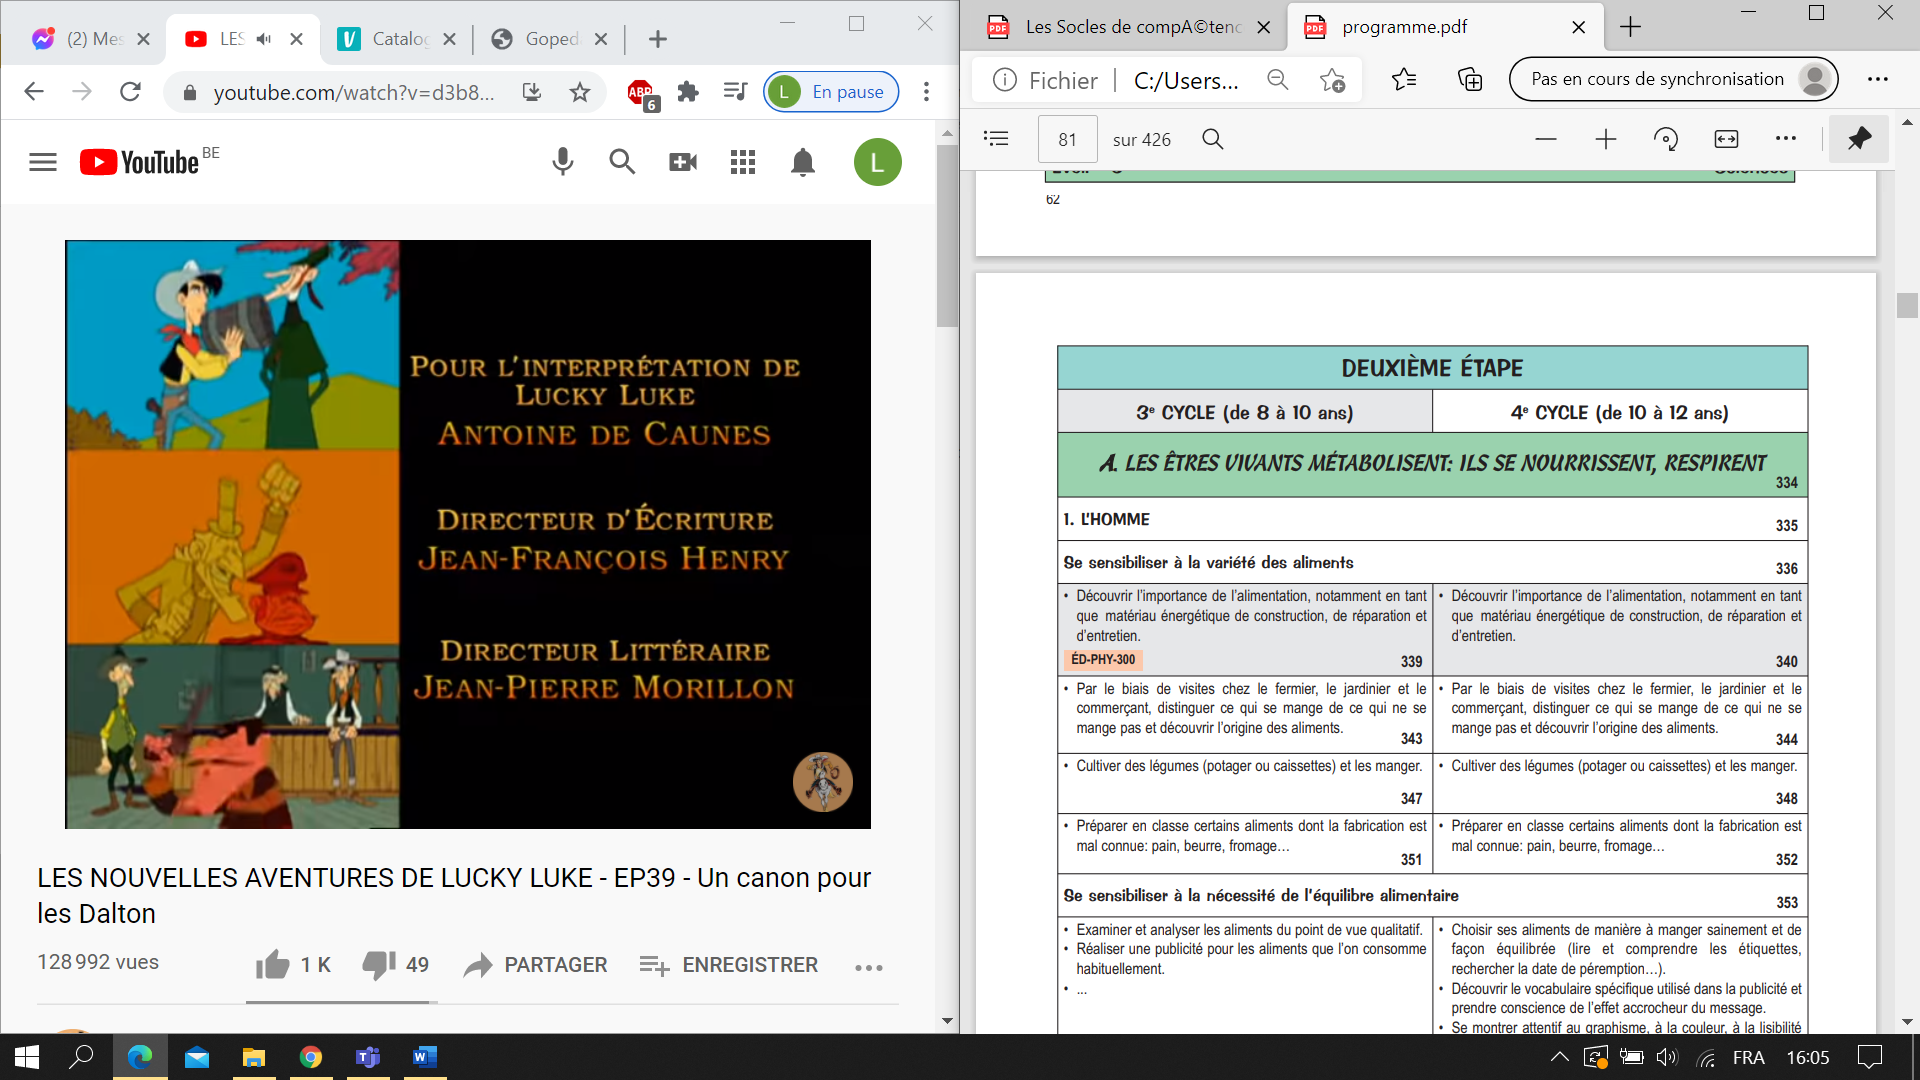 (2) Mes
LES
Catalog
Goped
youtube.com/watch?v=d3b8...
ABP
6
L
En pause
YouTube BE
L
POUR L'INTERPRÉTATION DE
LUCKY LUKE
ANTOINE DE CAUNES
DIRECTEUR D'ÉCRITURE
JEAN-FRANÇOIS HENRY
DIRECTEUR LITTÉRAIRE
JEAN-PIERRE MORILLON
LES NOUVELLES AVENTURES DE LUCKY LUKE - EP39 - Un canon pour
les Dalton
128 992 vues
1 K
49
PARTAGER
ENREGISTRER
Les Socles de compA©tenc
programme.pdf
Fichier
C:/Users...
Pas en cours de synchronisation
81
sur 426
62
DEUXIÈME ÉTAPE
3e CYCLE (de 8 à 10 ans)
4e CYCLE (de 10 à 12 ans)
A. LES ÊTRES VIVANTS MÉTABOLISENT: ILS SE NOURRISSENT, RESPIRENT
334
1. L'HOMME
335
Se sensibiliser à la variété des aliments
336
• Découvrir l'importance de l'alimentation, notamment en tant
que matériau énergétique de construction, de réparation et
d'entretien.
ÉD-PHY-300
339
• Découvrir l'importance de l'alimentation, notamment en tant
que matériau énergétique de construction, de réparation et
d'entretien.
340
• Par le biais de visites chez le fermier, le jardinier et le
commerçant, distinguer ce qui se mange de ce qui ne se
mange pas et découvrir l'origine des aliments.
343
• Par le biais de visites chez le fermier, le jardinier et le
commerçant, distinguer ce qui se mange de ce qui ne se
mange pas et découvrir l'origine des aliments.
344
• Cultiver des légumes (potager ou caissettes) et les manger.
347
• Cultiver des légumes (potager ou caissettes) et les manger.
348
• Préparer en classe certains aliments dont la fabrication est
mal connue: pain, beurre, fromage...
351
• Préparer en classe certains aliments dont la fabrication est
mal connue: pain, beurre, fromage...
352
Se sensibiliser à la nécessité de l'équilibre alimentaire
353
• Examiner et analyser les aliments du point de vue qualitatif.
• Réaliser une publicité pour les aliments que l'on consomme
habituellement.
• ...
• Choisir ses aliments de manière à manger sainement et de
façon équilibrée (lire et comprendre les étiquettes,
rechercher la date de péremption...).
• Découvrir le vocabulaire spécifique utilisé dans la publicité et
prendre conscience de l'effet accrocheur du message.
• Se montrer attentif au graphisme, à la couleur, à la lisibilité
FRA
16:05